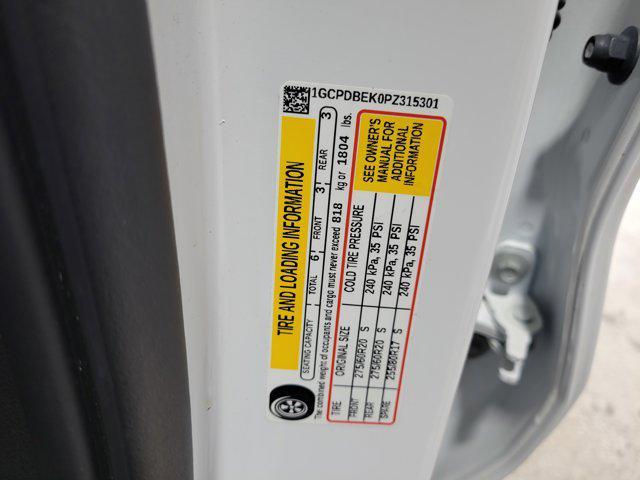 1GCPDBEK0PZ315301
TIRE AND LOADING INFORMATION
SEATING CAPACITY TOTAL 6 FRONT 3 REAR 3
The combined weight of occupants and cargo must never exceed 818 kg or 1804 lbs.
TIRE ORIGINAL SIZE COLD TIRE PRESSURE
FRONT 275/60R20 S 240 kPa, 35 PSI
REAR 275/60R20 S 240 kPa, 35 PSI
SPARE 255/80R17 S 240 kPa, 35 PSI
SEE OWNER'S
MANUAL FOR
ADDITIONAL
INFORMATION